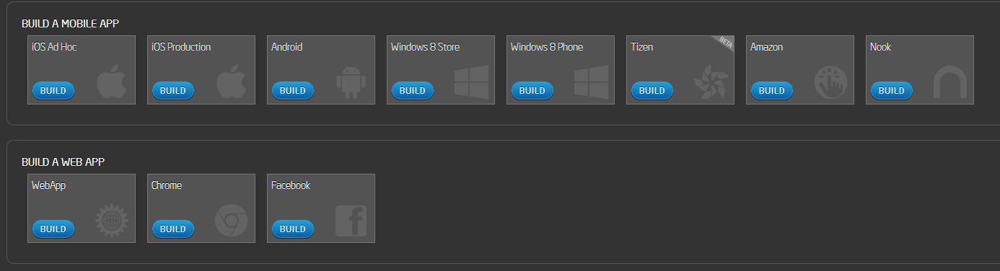 BUILD A MOBILE APP
iOS Ad Hoc
BUILD
iOS Production
BUILD
Android
BUILD
Windows 8 Store
BUILD
Windows 8 Phone
BUILD
Tizen
BETA
BUILD
Amazon
BUILD
Nook
BUILD
BUILD A WEB APP
WebApp
BUILD
Chrome
BUILD
Facebook
BUILD